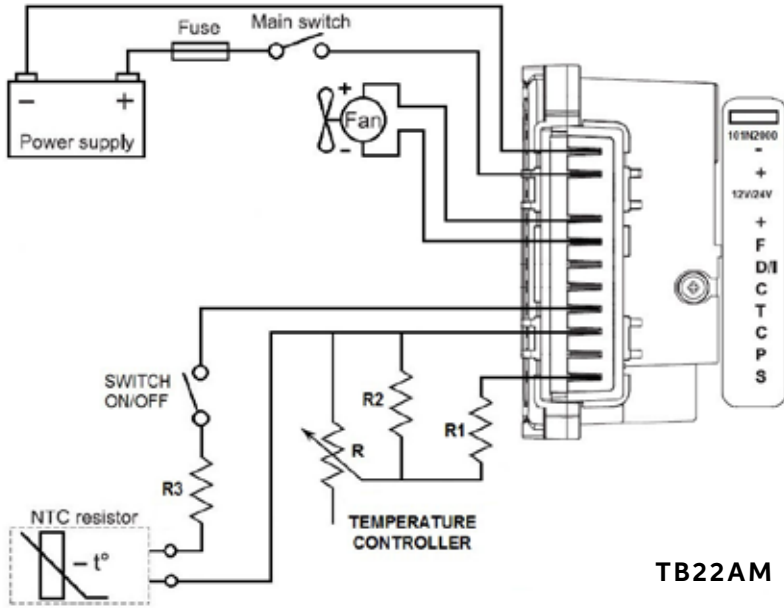 Fuse
Main switch
− +
Power supply
+
Fan
−
101N2000
-
+
12V/24V
+
F
D/I
C
T
C
P
S
SWITCH
ON/OFF
R3
R2
R1
R
NTC resistor
− t°
TEMPERATURE
CONTROLLER
TB22AM